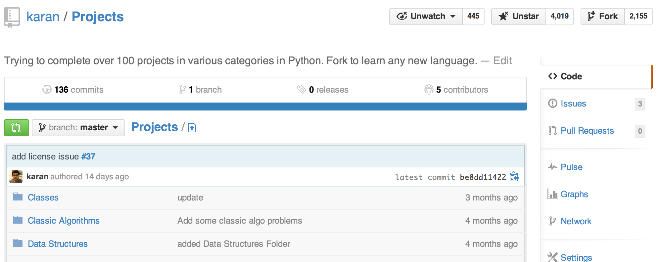 karan / Projects
Unwatch 445 Unstar 4,019 Fork 2,155
Trying to complete over 100 projects in various categories in Python. Fork to learn any new language. — Edit
136 commits 1 branch 0 releases 5 contributors
branch: master Projects /
add license issue #37
karan authored 14 days ago latest commit be8dd11422
Classes update 3 months ago
Classic Algorithms Add some classic algo problems 4 months ago
Data Structures added Data Structures Folder 4 months ago
Code
Issues 3
Pull Requests 0
Pulse
Graphs
Network
Settings